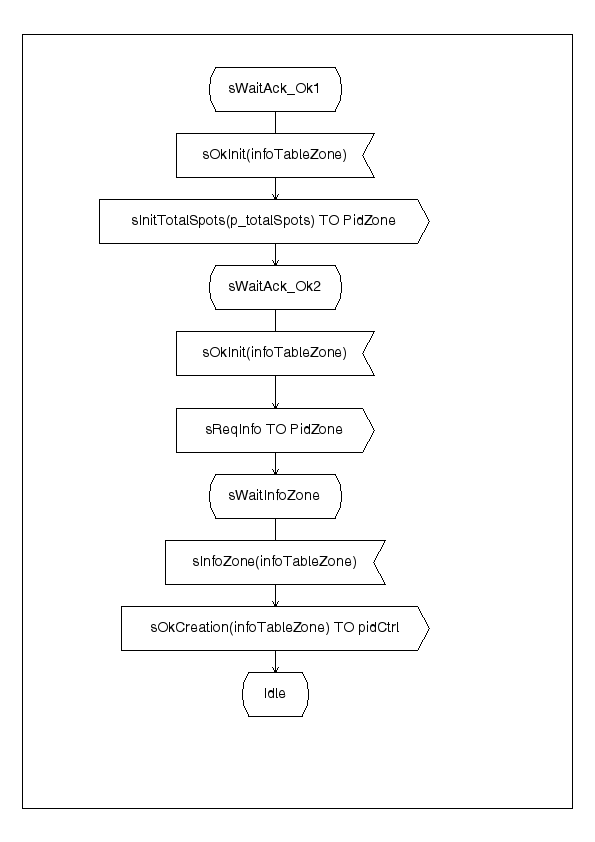 sWaitAck_Ok1
sOkInit(infoTableZone)
sInitTotalSpots(p_totalSpots) TO PidZone
sWaitAck_Ok2
sOkInit(infoTableZone)
sReqInfo TO PidZone
sWaitInfoZone
sInfoZone(infoTableZone)
sOkCreation(infoTableZone) TO pidCtrl
Idle